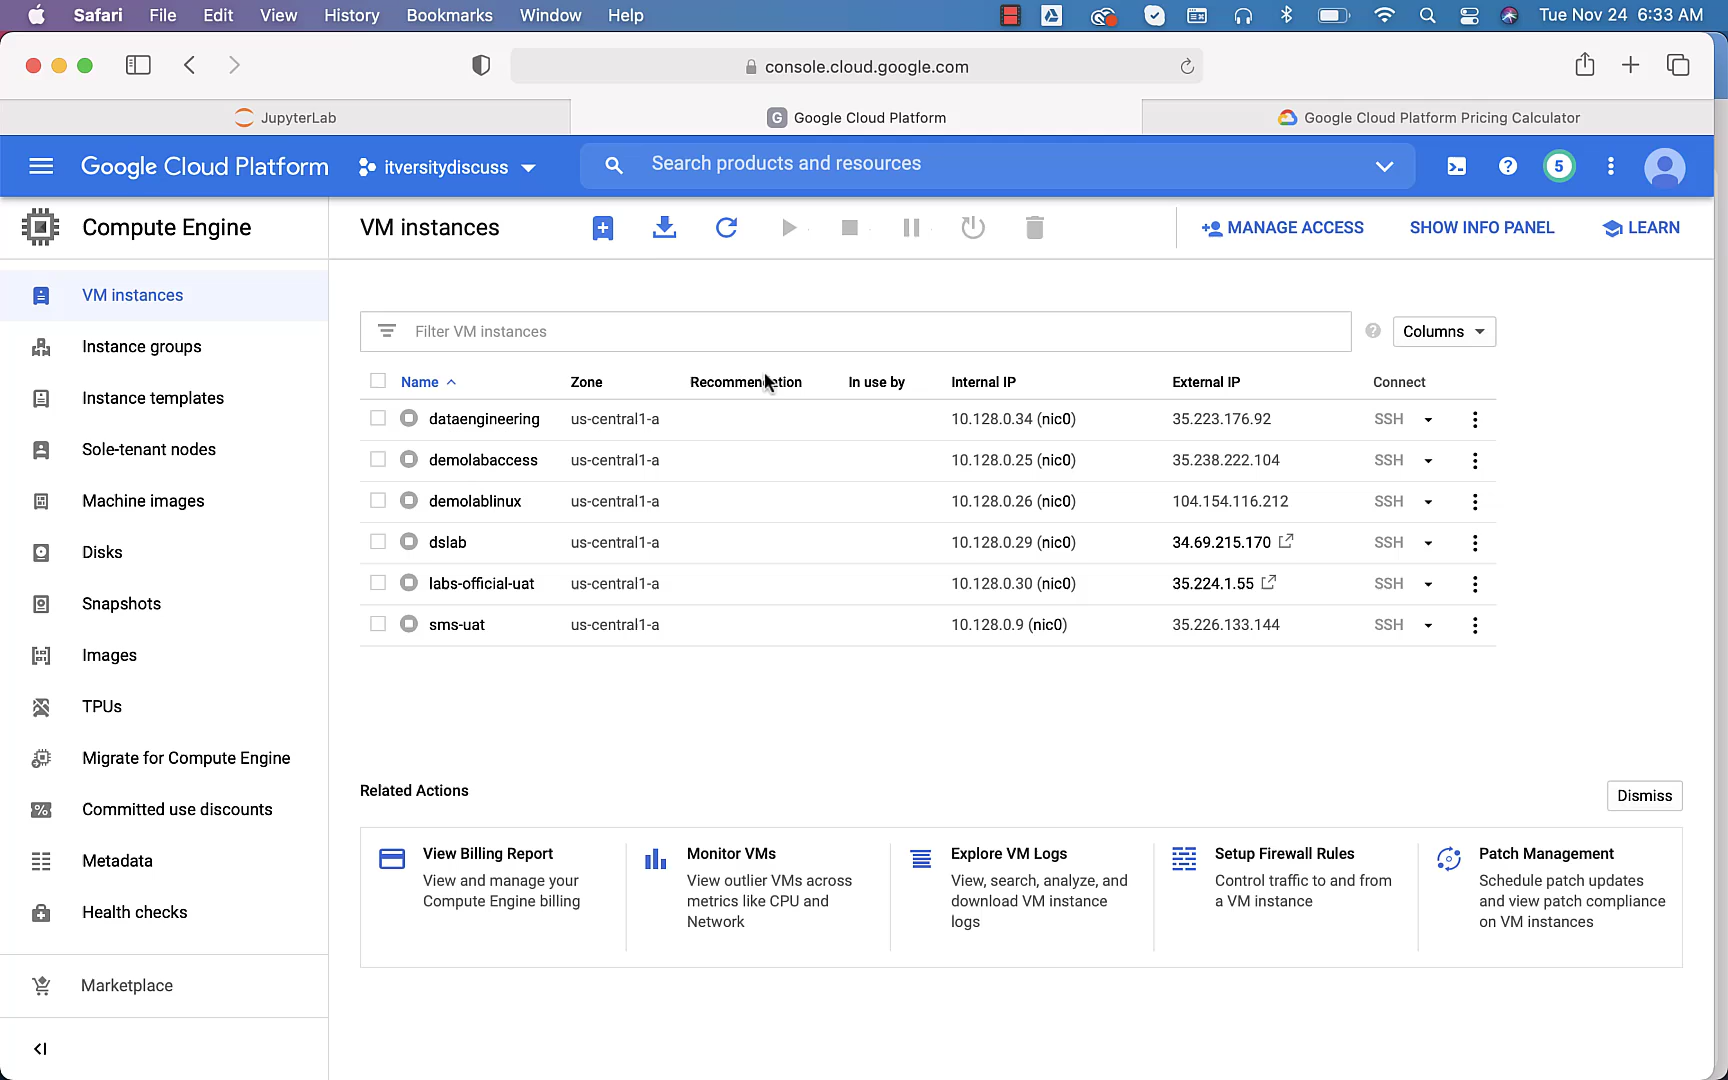 Safari File Edit View History Bookmarks Window Help Tue Nov 24 6:33 AM
console.cloud.google.com
JupyterLab G Google Cloud Platform Google Cloud Platform Pricing Calculator
Google Cloud Platform itversitydiscuss Search products and resources 5
Compute Engine VM instances MANAGE ACCESS SHOW INFO PANEL LEARN
VM instances
Instance groups
Instance templates
Sole-tenant nodes
Machine images
Disks
Snapshots
Images
TPUs
Migrate for Compute Engine
Committed use discounts
Metadata
Health checks
Marketplace
Filter VM instances Columns
Name Zone Recommendation In use by Internal IP External IP Connect
dataengineering us-central1-a 10.128.0.34 (nic0) 35.223.176.92 SSH
demolabaccess us-central1-a 10.128.0.25 (nic0) 35.238.222.104 SSH
demolablinux us-central1-a 10.128.0.26 (nic0) 104.154.116.212 SSH
dslab us-central1-a 10.128.0.29 (nic0) 34.69.215.170 SSH
labs-official-uat us-central1-a 10.128.0.30 (nic0) 35.224.1.55 SSH
sms-uat us-central1-a 10.128.0.9 (nic0) 35.226.133.144 SSH
Related Actions Dismiss
View Billing Report
View and manage your
Compute Engine billing
Monitor VMs
View outlier VMs across
metrics like CPU and
Network
Explore VM Logs
View, search, analyze, and
download VM instance
logs
Setup Firewall Rules
Control traffic to and from
a VM instance
Patch Management
Schedule patch updates
and view patch compliance
on VM instances